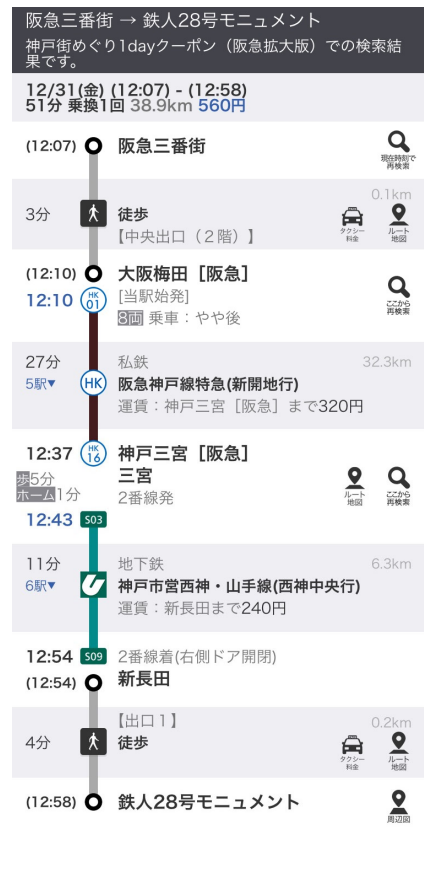 阪急三番街 → 鉄人28号モニュメント
神戸街めぐり1dayクーポン（阪急拡大版）での検索結
果です。
12/31(金) (12:07) - (12:58)
51分 乗換1回 38.9km 560円
(12:07) 阪急三番街
現在時刻で
再検索
0.1km
3分 徒歩
【中央出口（２階）】
タクシー
料金
ルート
地図
(12:10) 大阪梅田［阪急］
12:10 HK 01 [当駅始発]
8両 乗車：やや後
ここから
再検索
27分 私鉄 32.3km
5駅▼ HK 阪急神戸線特急(新開地行)
運賃：神戸三宮［阪急］まで320円
12:37 HK 16 神戸三宮［阪急］
三宮
歩5分
ホーム1分 2番線発
ルート
地図
ここから
再検索
12:43 S03
11分 地下鉄 6.3km
6駅▼ 神戸市営西神・山手線(西神中央行)
運賃：新長田まで240円
12:54 S09 2番線着(右側ドア開閉)
(12:54) 新長田
【出口１】 0.2km
4分 徒歩
タクシー
料金
ルート
地図
(12:58) 鉄人28号モニュメント
周辺図